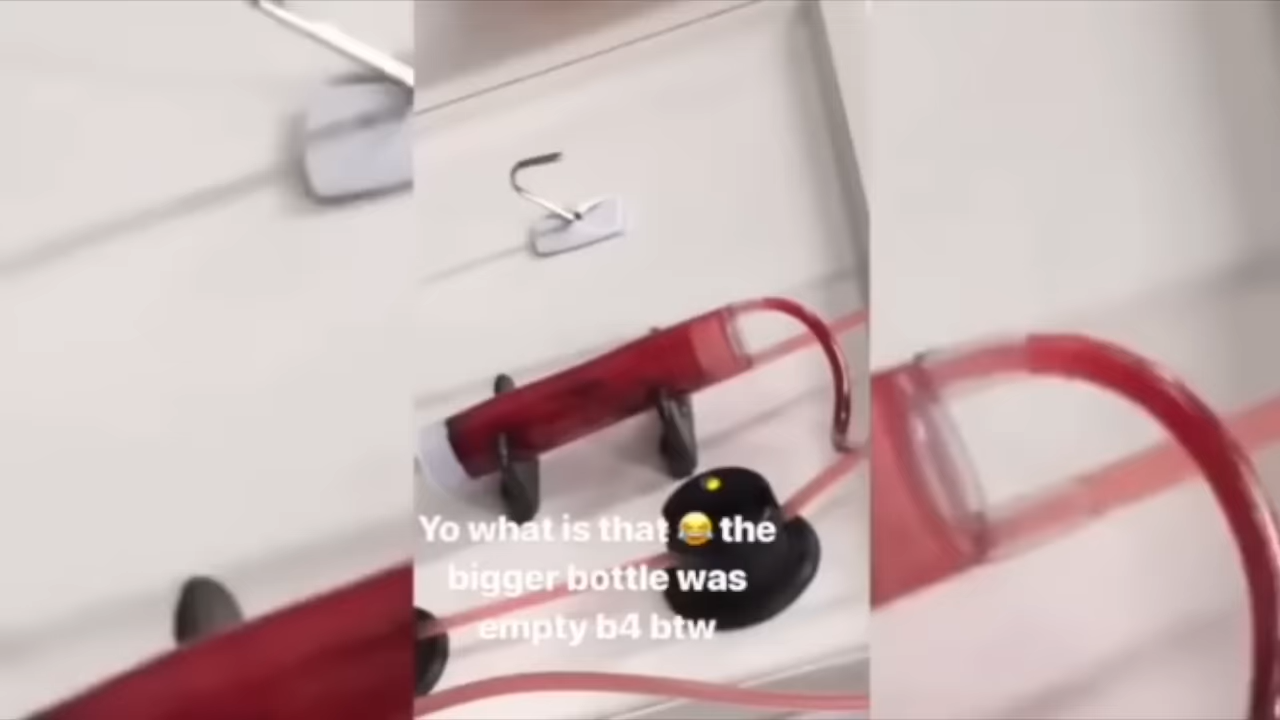 Yo what is that 😂 the
bigger bottle was
empty b4 btw